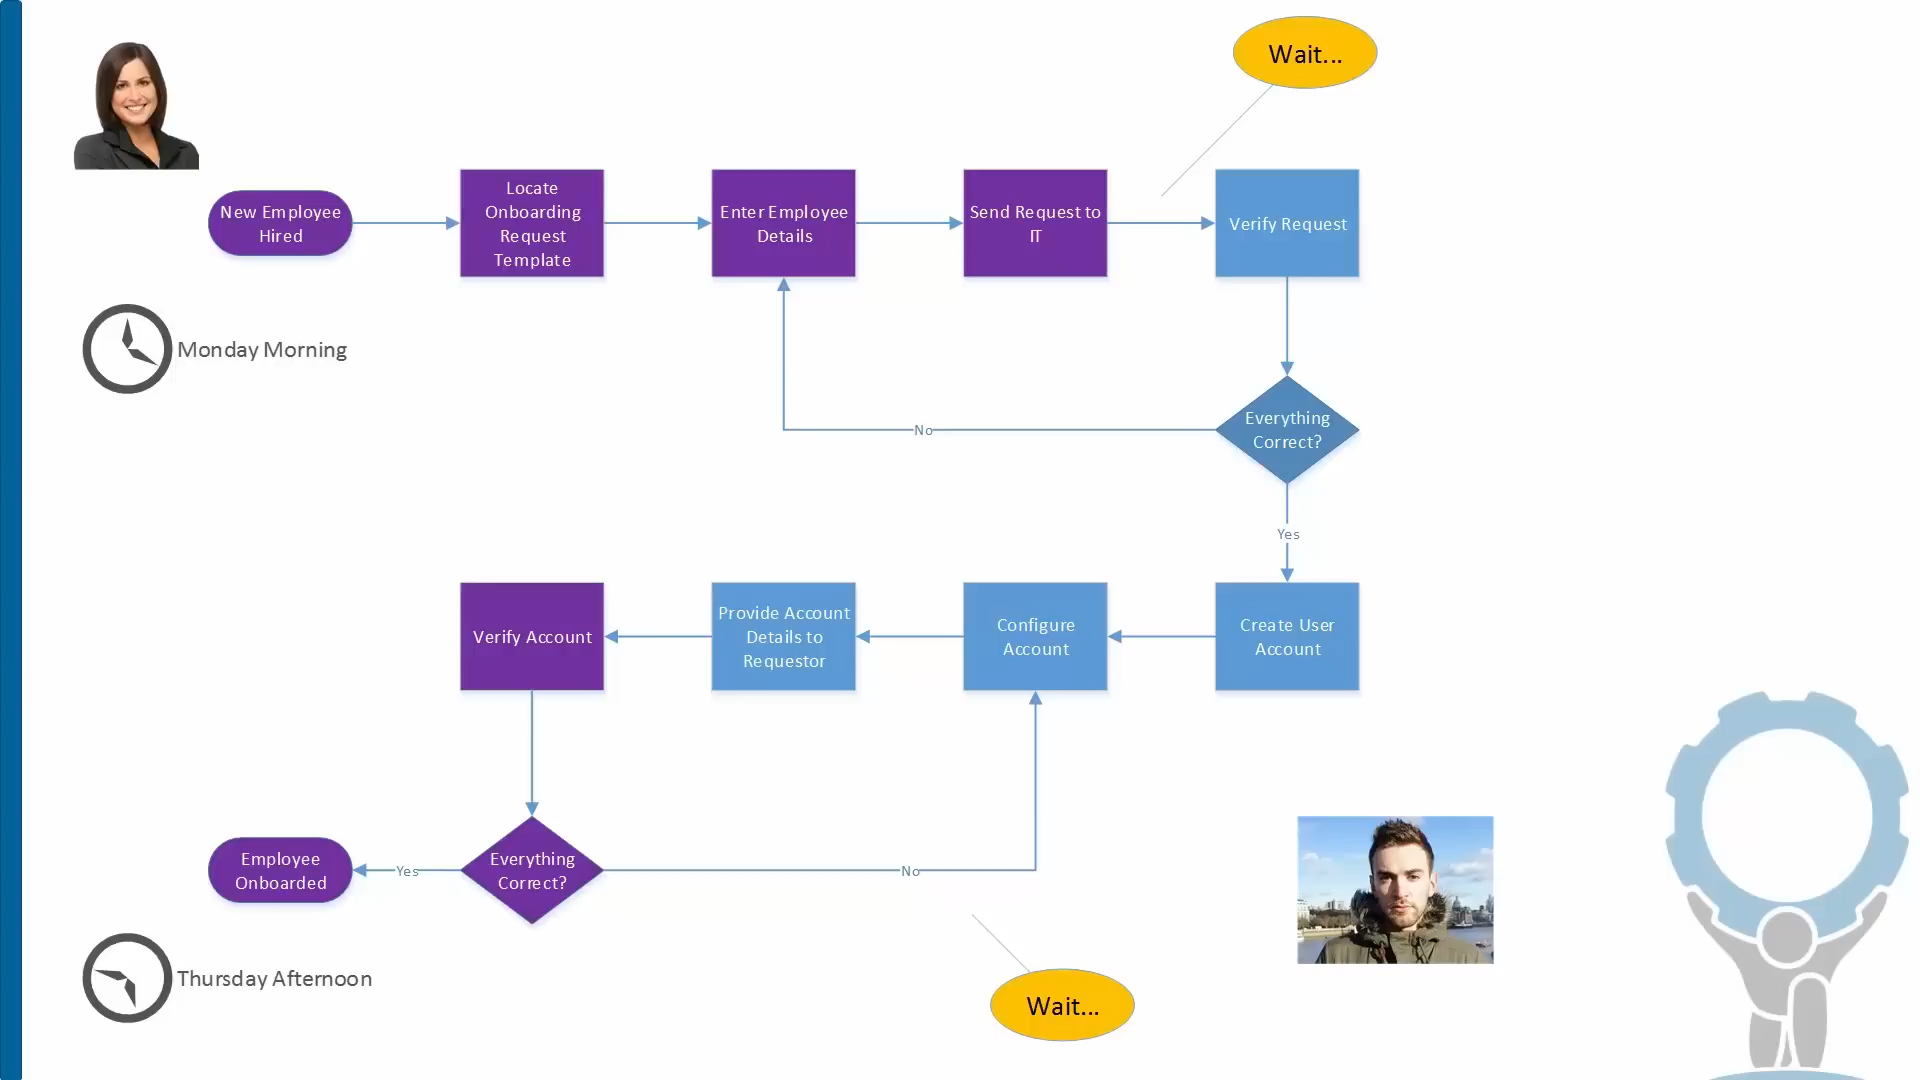 Wait...
New Employee
Hired
Locate
Onboarding
Request
Template
Enter Employee
Details
Send Request to
IT
Verify Request
Monday Morning
Everything
Correct?
No
Yes
Verify Account
Provide Account
Details to
Requestor
Configure
Account
Create User
Account
Employee
Onboarded
Yes
Everything
Correct?
No
Thursday Afternoon
Wait...